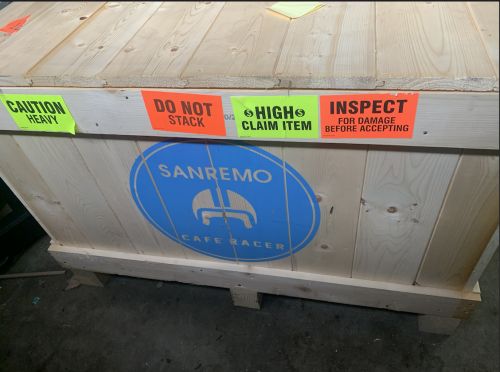 CAUTION
HEAVY
DO NOT
STACK
$HIGH$
CLAIM ITEM
INSPECT
FOR DAMAGE
BEFORE ACCEPTING
SANREMO
CAFE RACER